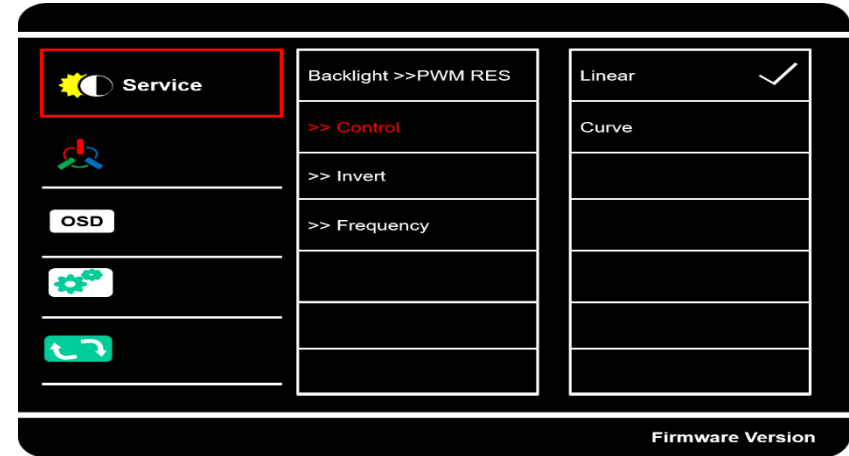 Service
OSD
Backlight >>PWM RES
>> Control
>> Invert
>> Frequency
Linear
Curve
Firmware Version